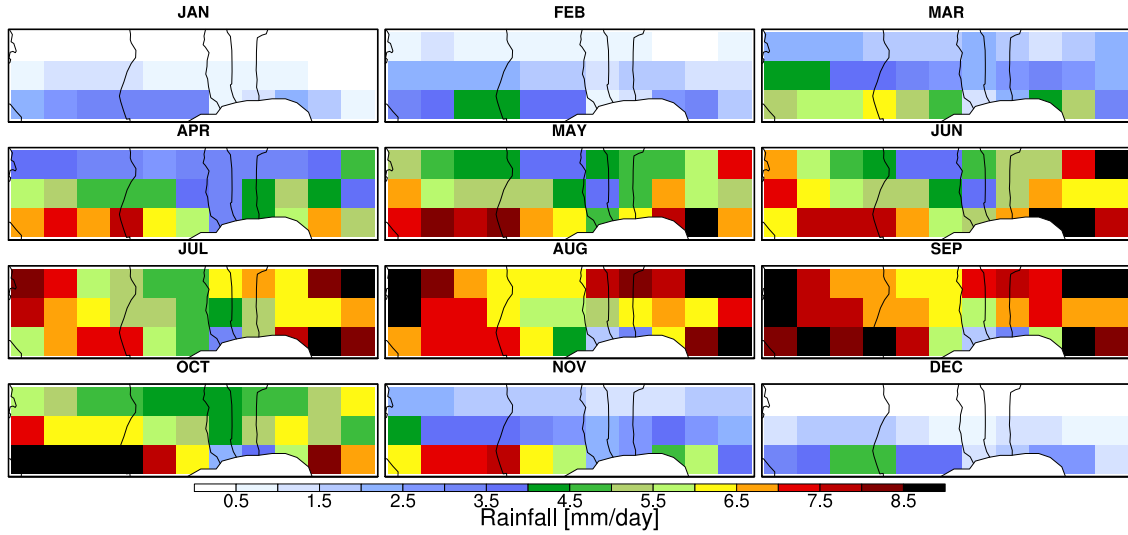 JAN FEB MAR
APR MAY JUN
JUL AUG SEP
OCT NOV DEC
0.5 1.5 2.5 3.5 4.5 5.5 6.5 7.5 8.5
Rainfall [mm/day]